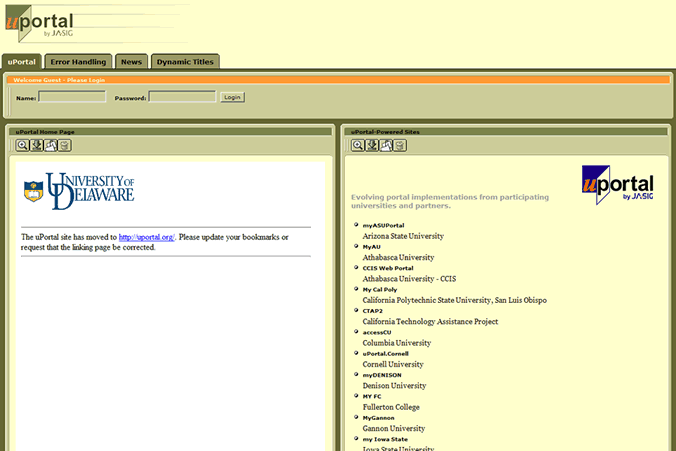 uportal
by JASIG
uPortal
Error Handling
News
Dynamic Titles
Welcome Guest - Please Login
Name:
Password:
Login
uPortal Home Page
UNIVERSITY OF
DELAWARE
The uPortal site has moved to http://uportal.org/. Please update your bookmarks or
request that the linking page be corrected.
uPortal-Powered Sites
uportal
by JASIG
Evolving portal implementations from participating
universities and partners.
myASUPortal
Arizona State University
MyAU
Athabasca University
CCIS Web Portal
Athabasca University - CCIS
My Cal Poly
California Polytechnic State University, San Luis Obispo
CTAP2
California Technology Assistance Project
accessCU
Columbia University
uPortal.Cornell
Cornell University
myDENISON
Denison University
MY FC
Fullerton College
MyGannon
Gannon University
my Iowa State
Iowa State University